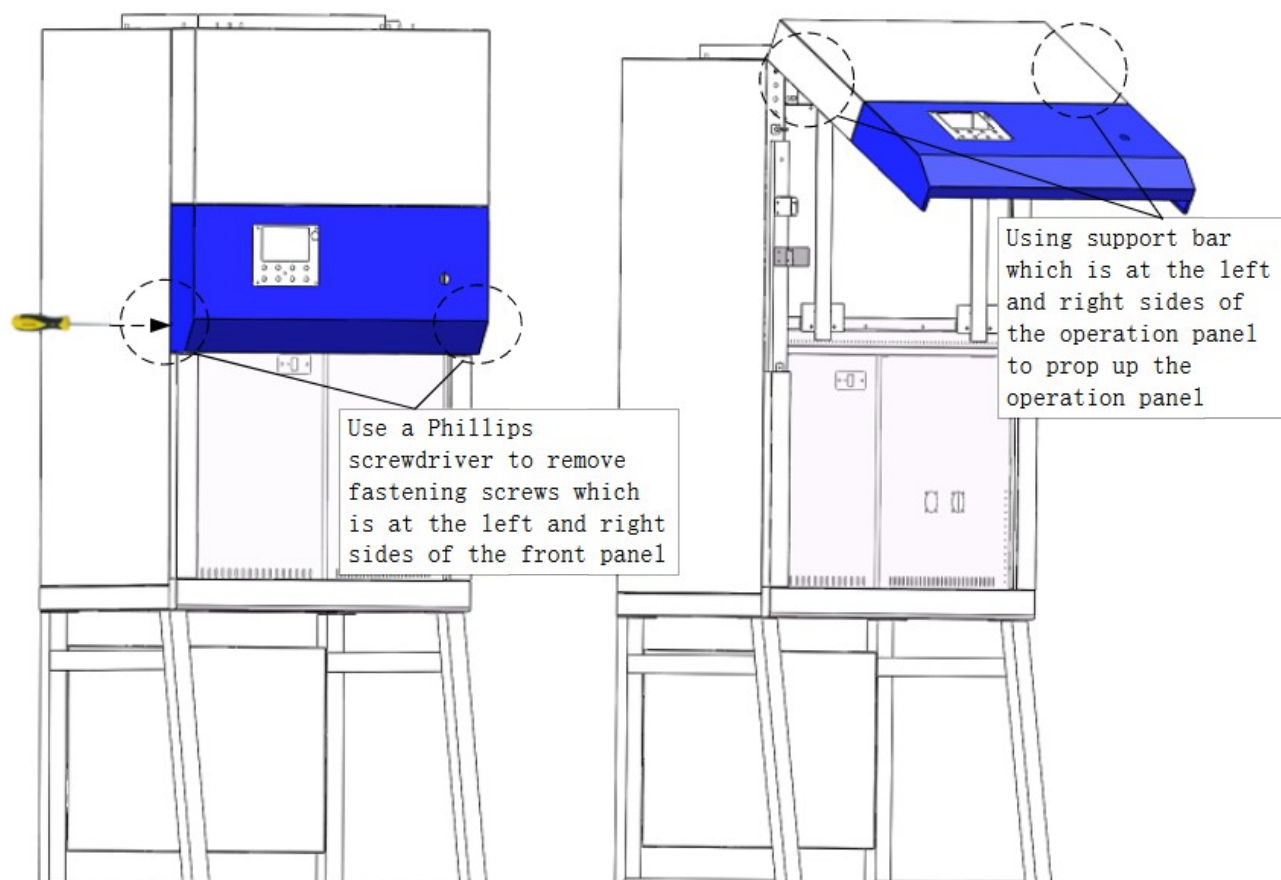 Use a Phillips
screwdriver to remove
fastening screws which
is at the left and right
sides of the front panel
Using support bar
which is at the left
and right sides of
the operation panel
to prop up the
operation panel